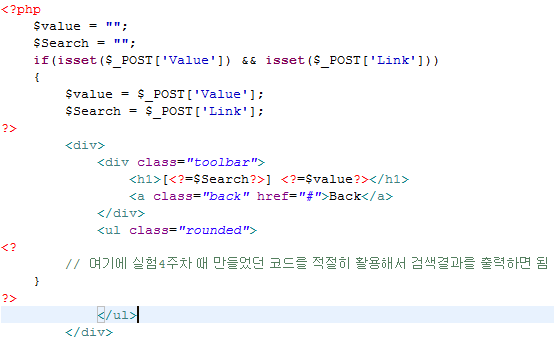 <?php
$value = "";
$Search = "";
if(isset($_POST['Value']) && isset($_POST['Link']))
{
$value = $_POST['Value'];
$Search = $_POST['Link'];
?>
<div>
<div class="toolbar">
<h1>[<?=$Search?>] <?=$value?></h1>
<a class="back" href="#">Back</a>
</div>
<ul class="rounded">
<?
// 여기에 실험4주차 때 만들었던 코드를 적절히 활용해서 검색결과를 출력하면 됨
}
?>
</ul>
</div>